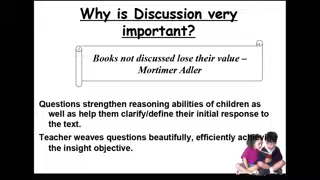 Why is Discussion very
important?
Books not discussed lose their value –
Mortimer Adler
Questions strengthen reasoning abilities of children as
well as help them clarify/define their initial response to
the text.
Teacher weaves questions beautifully, efficiently achieving
the insight objective.